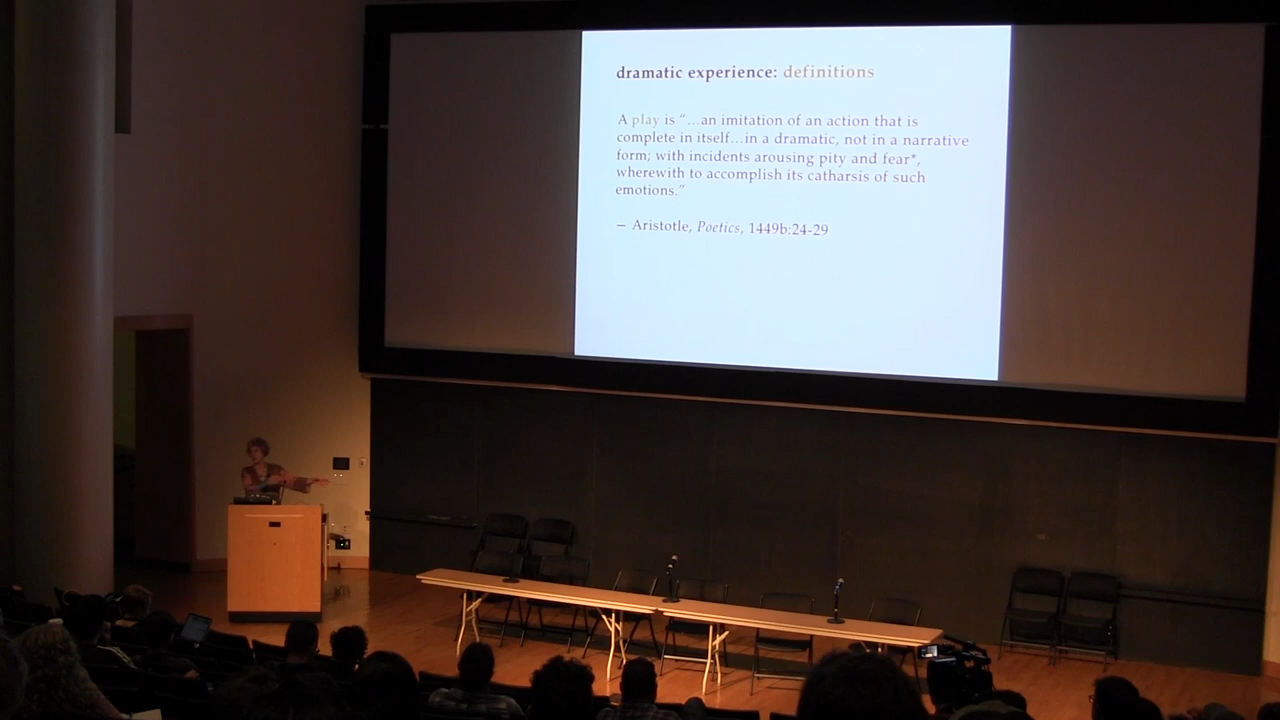 dramatic experience: definitions
A play is “…an imitation of an action that is
complete in itself…in a dramatic, not in a narrative
form; with incidents arousing pity and fear*,
wherewith to accomplish its catharsis of such
emotions.”
— Aristotle, Poetics, 1449b:24-29